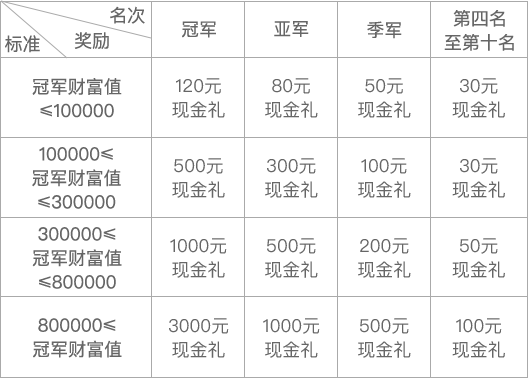 名次
奖励
标准
冠军
亚军
季军
第四名
至第十名
冠军财富值
≤100000
120元
现金礼
80元
现金礼
50元
现金礼
30元
现金礼
100000≤
冠军财富值
≤300000
500元
现金礼
300元
现金礼
100元
现金礼
30元
现金礼
300000≤
冠军财富值
≤800000
1000元
现金礼
500元
现金礼
200元
现金礼
50元
现金礼
800000≤
冠军财富值
3000元
现金礼
1000元
现金礼
500元
现金礼
100元
现金礼